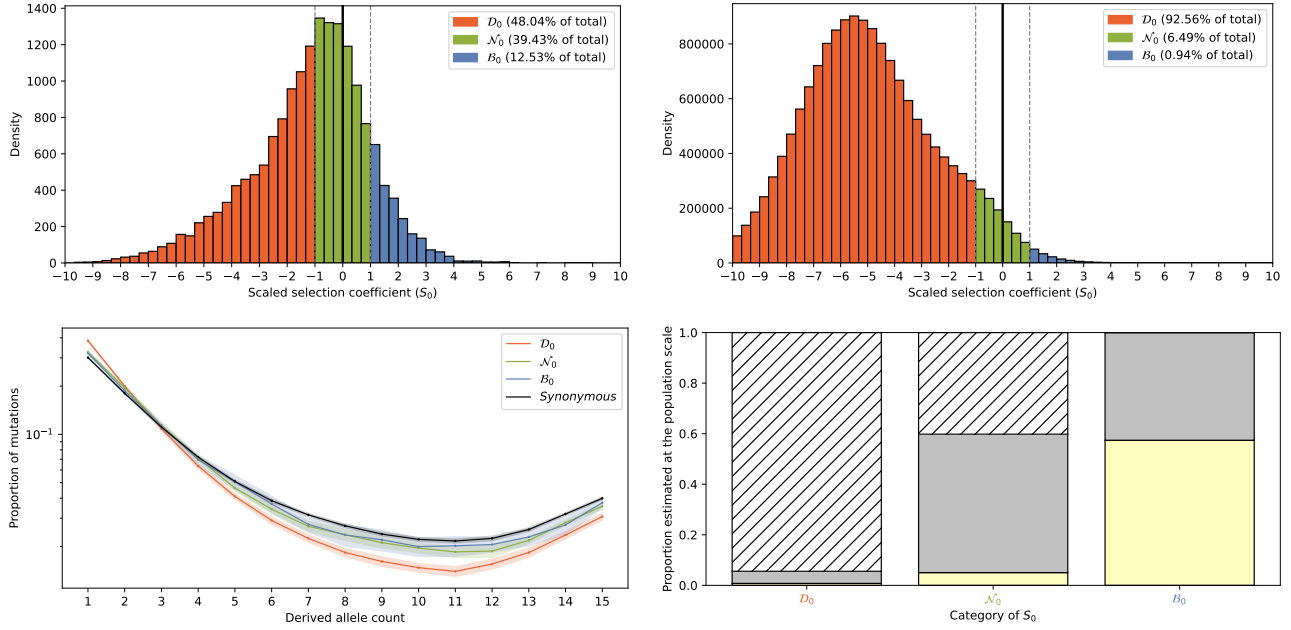 1400
1200
1000
800
600
400
200
0
Density
𝒟₀ (48.04% of total)
𝒩₀ (39.43% of total)
ℬ₀ (12.53% of total)
−10 −9 −8 −7 −6 −5 −4 −3 −2 −1 0 1 2 3 4 5 6 7 8 9 10
Scaled selection coefficient (S₀)
800000
600000
400000
200000
0
Density
𝒟₀ (92.56% of total)
𝒩₀ (6.49% of total)
ℬ₀ (0.94% of total)
−10 −9 −8 −7 −6 −5 −4 −3 −2 −1 0 1 2 3 4 5 6 7 8 9 10
Scaled selection coefficient (S₀)
10⁻¹
Proportion of mutations
𝒟₀
𝒩₀
ℬ₀
Synonymous
1 2 3 4 5 6 7 8 9 10 11 12 13 14 15
Derived allele count
1.0
0.8
0.6
0.4
0.2
0.0
Proportion estimated at the population scale
𝒟₀ 𝒩₀ ℬ₀
Category of S₀